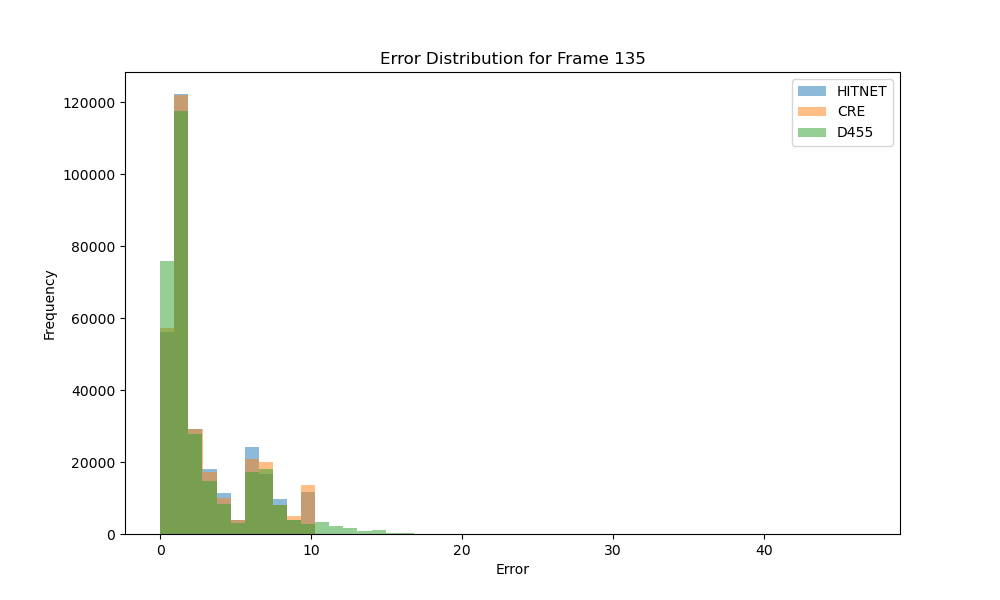 Error Distribution for Frame 135
HITNET
CRE
D455
120000
100000
80000
60000
40000
20000
0
Frequency
0 10 20 30 40
Error